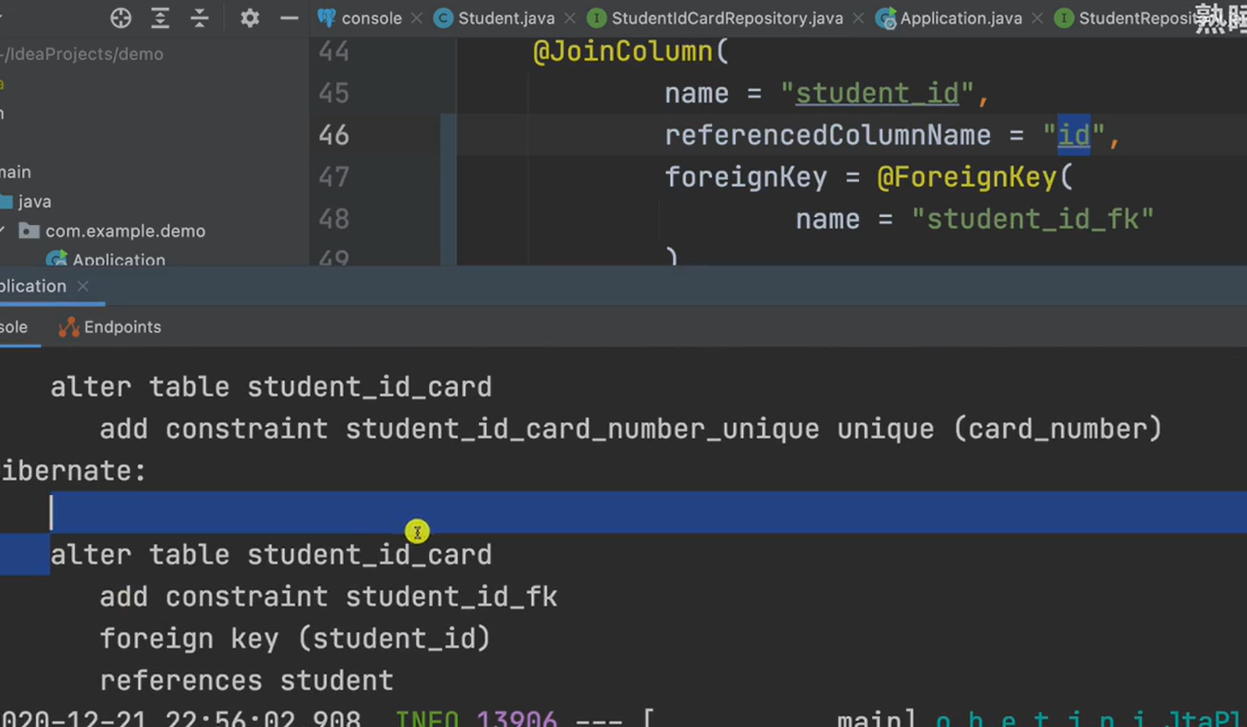 console Student.java StudentIdCardRepository.java Application.java StudentReposit
熟睡
~/IdeaProjects/demo
main
java
com.example.demo
Application
44 @JoinColumn(
45 name = "student_id",
46 referencedColumnName = "id",
47 foreignKey = @ForeignKey(
48 name = "student_id_fk"
49 )
plication
sole Endpoints
alter table student_id_card
add constraint student_id_card_number_unique unique (card_number)
ibernate:
alter table student_id_card
add constraint student_id_fk
foreign key (student_id)
references student
020-12-21 22:56:02.908 INFO 13906 --- [ main] o.h.e.t.j.p.i.JtaPl